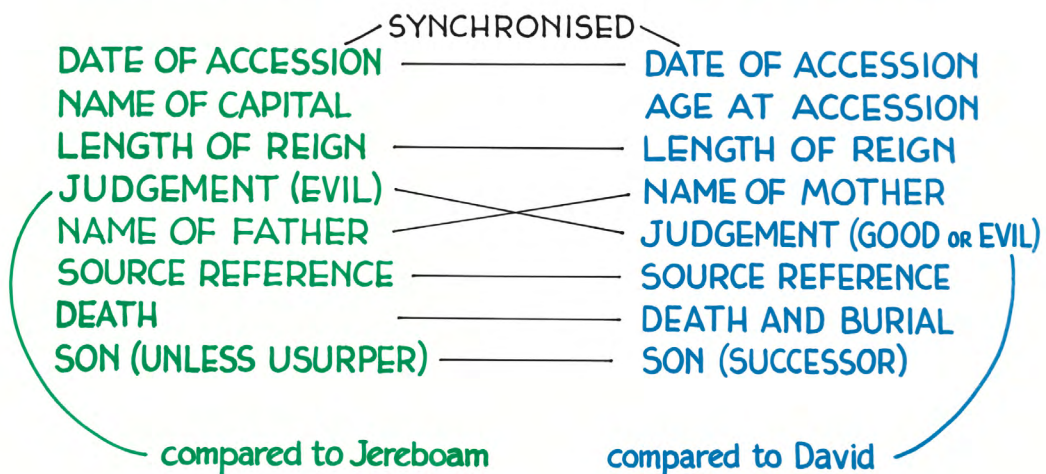 SYNCHRONISED
DATE OF ACCESSION DATE OF ACCESSION
NAME OF CAPITAL AGE AT ACCESSION
LENGTH OF REIGN LENGTH OF REIGN
JUDGEMENT (EVIL) NAME OF MOTHER
NAME OF FATHER JUDGEMENT (GOOD OR EVIL)
SOURCE REFERENCE SOURCE REFERENCE
DEATH DEATH AND BURIAL
SON (UNLESS USURPER) SON (SUCCESSOR)
compared to Jereboam compared to David